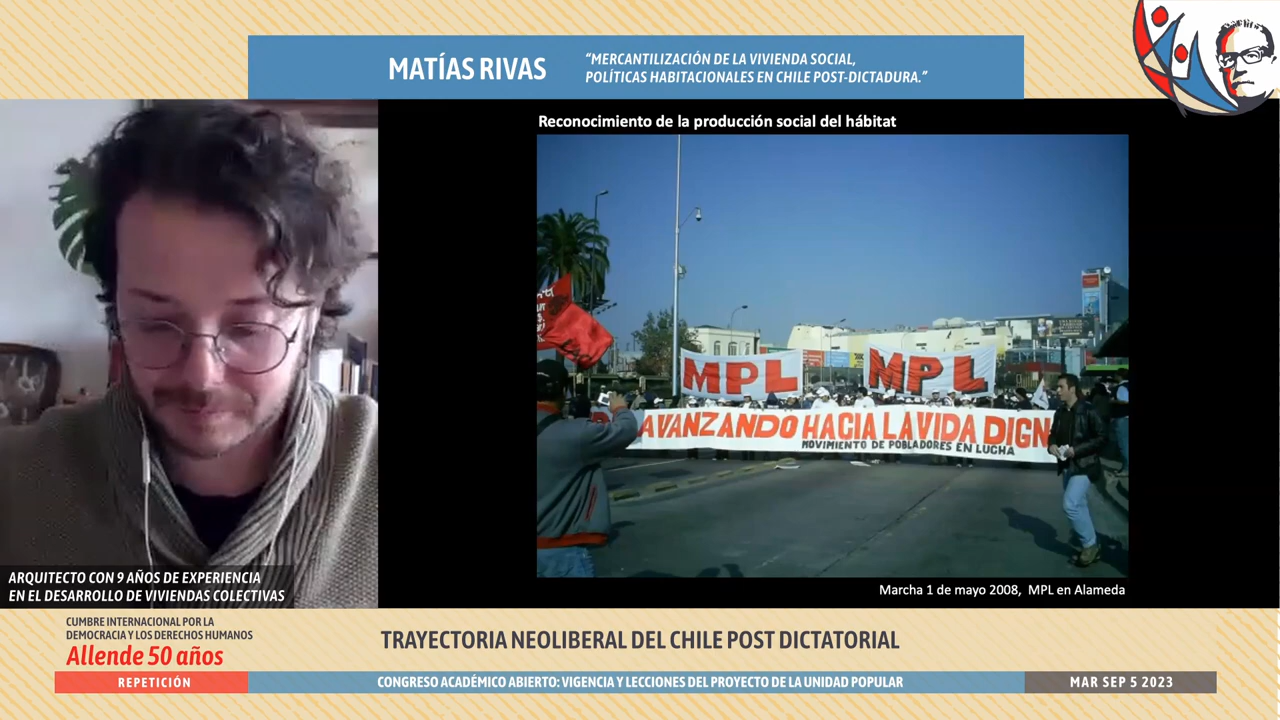 MATÍAS RIVAS
“MERCANTILIZACIÓN DE LA VIVIENDA SOCIAL,
POLÍTICAS HABITACIONALES EN CHILE POST-DICTADURA.”
Reconocimiento de la producción social del hábitat
MPL
MPL
AVANZANDO HACIA LA VIDA DIGN
MOVIMIENTO DE POBLADORES EN LUCHA
Marcha 1 de mayo 2008, MPL en Alameda
ARQUITECTO CON 9 AÑOS DE EXPERIENCIA
EN EL DESARROLLO DE VIVIENDAS COLECTIVAS
CUMBRE INTERNACIONAL POR LA
DEMOCRACIA Y LOS DERECHOS HUMANOS
Allende 50 años
TRAYECTORIA NEOLIBERAL DEL CHILE POST DICTATORIAL
REPETICIÓN
CONGRESO ACADÉMICO ABIERTO: VIGENCIA Y LECCIONES DEL PROYECTO DE LA UNIDAD POPULAR
MAR SEP 5 2023